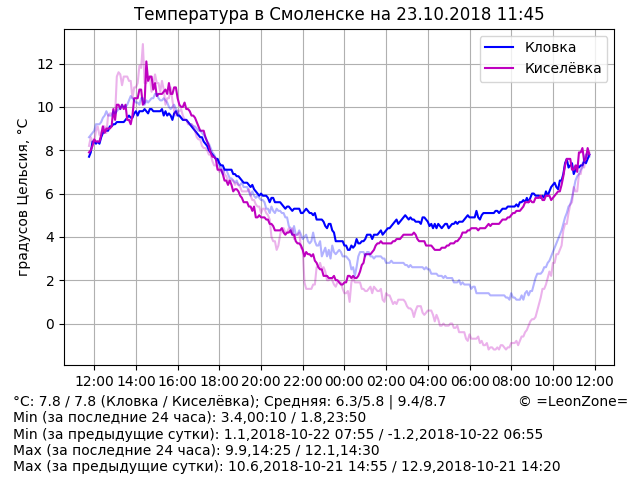 Температура в Смоленске на 23.10.2018 11:45
Кловка
Киселёвка
градусов Цельсия, °C
12
10
8
6
4
2
0
12:00 14:00 16:00 18:00 20:00 22:00 00:00 02:00 04:00 06:00 08:00 10:00 12:00
°C: 7.8 / 7.8 (Кловка / Киселёвка); Средняя: 6.3/5.8 | 9.4/8.7 © =LeonZone=
Min (за последние 24 часа): 3.4,00:10 / 1.8,23:50
Min (за предыдущие сутки): 1.1,2018-10-22 07:55 / -1.2,2018-10-22 06:55
Max (за последние 24 часа): 9.9,14:25 / 12.1,14:30
Max (за предыдущие сутки): 10.6,2018-10-21 14:55 / 12.9,2018-10-21 14:20